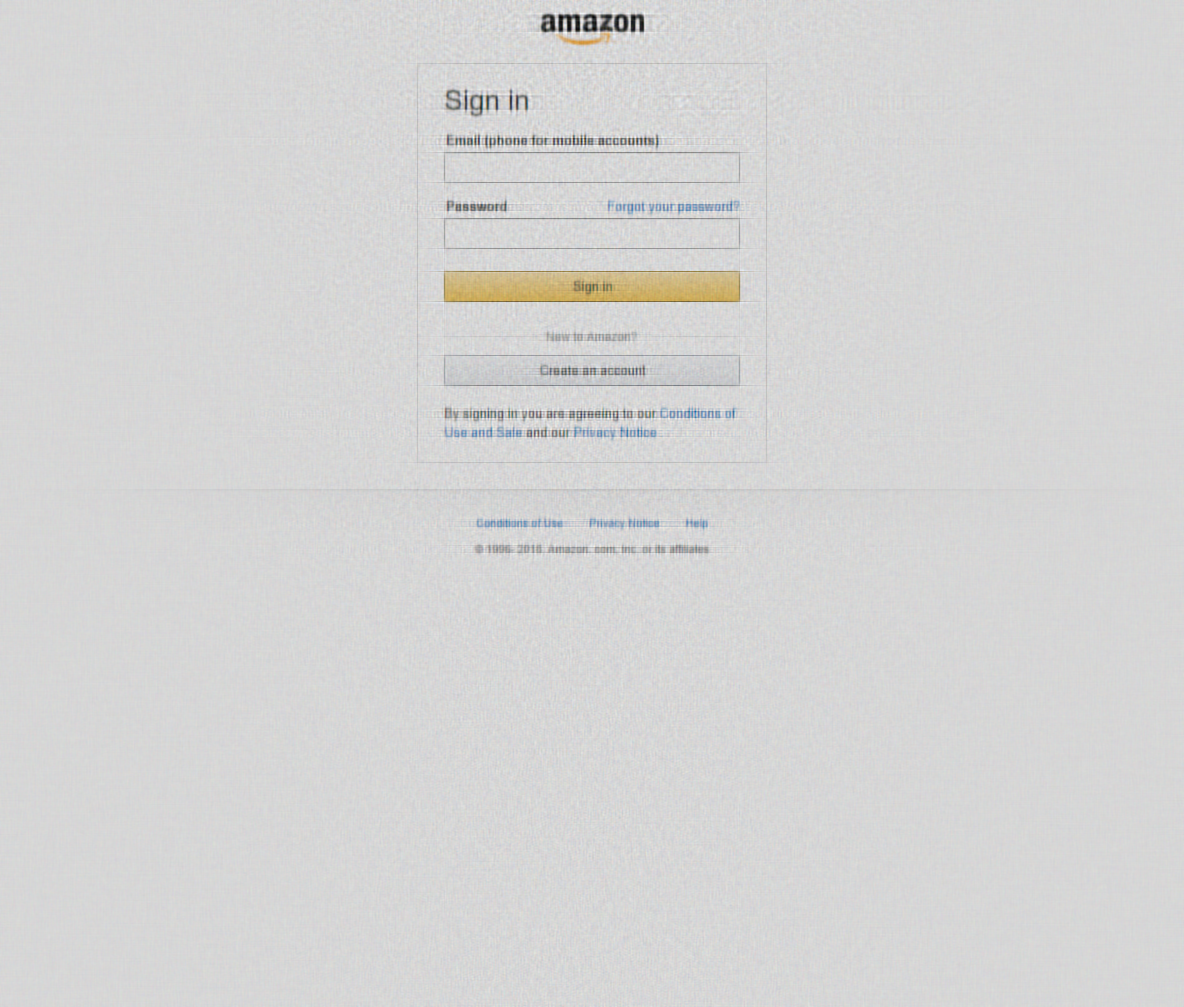 amazon
Sign in
Email (phone for mobile accounts)
Password Forgot your password?
Sign in
New to Amazon?
Create an account
By signing in you are agreeing to our Conditions of
Use and Sale and our Privacy Notice
Conditions of Use Privacy Notice Help
© 1996-2016, Amazon.com, Inc. or its affiliates